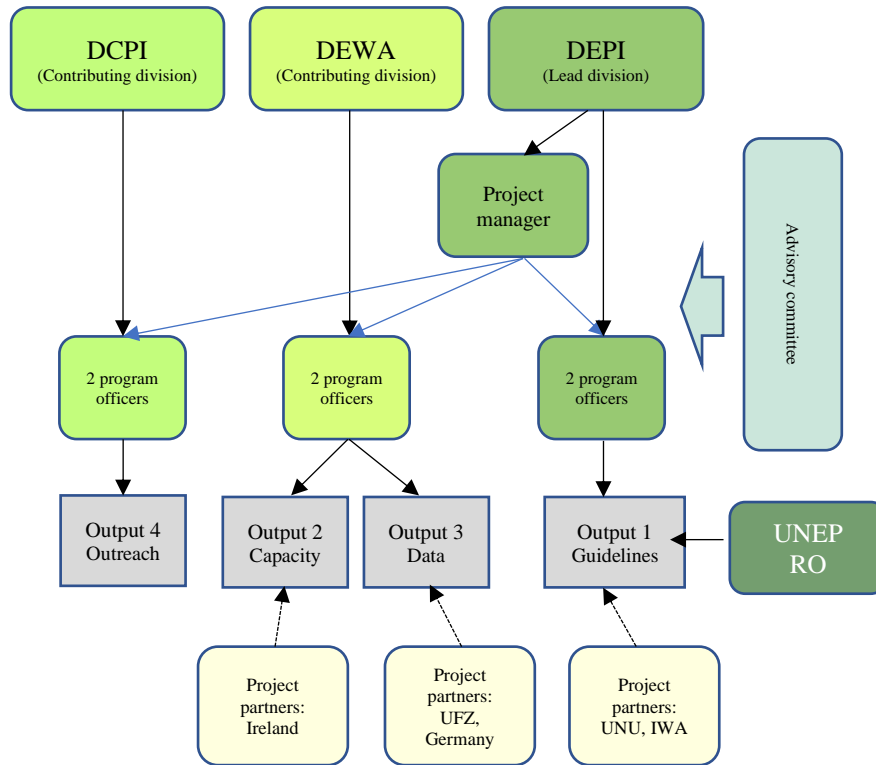 DCPI
(Contributing division)
DEWA
(Contributing division)
DEPI
(Lead division)
Project
manager
Advisory committee
2 program
officers
2 program
officers
2 program
officers
Output 4
Outreach
Output 2
Capacity
Output 3
Data
Output 1
Guidelines
UNEP
RO
Project
partners:
Ireland
Project
partners:
UFZ,
Germany
Project
partners:
UNU, IWA